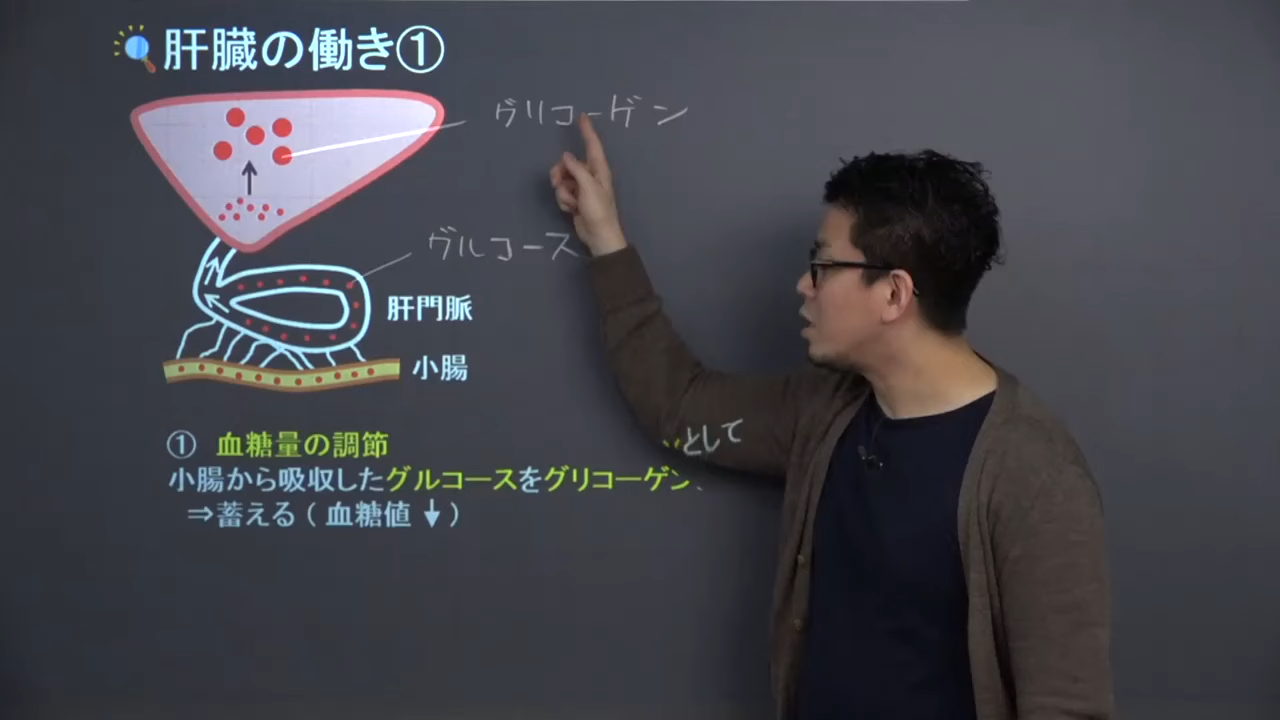 肝臓の働き①
グリコーゲン
グルコース
肝門脈
小腸
① 血糖量の調節
小腸から吸収したグルコースをグリコーゲン
として
⇒蓄える（血糖値↓）